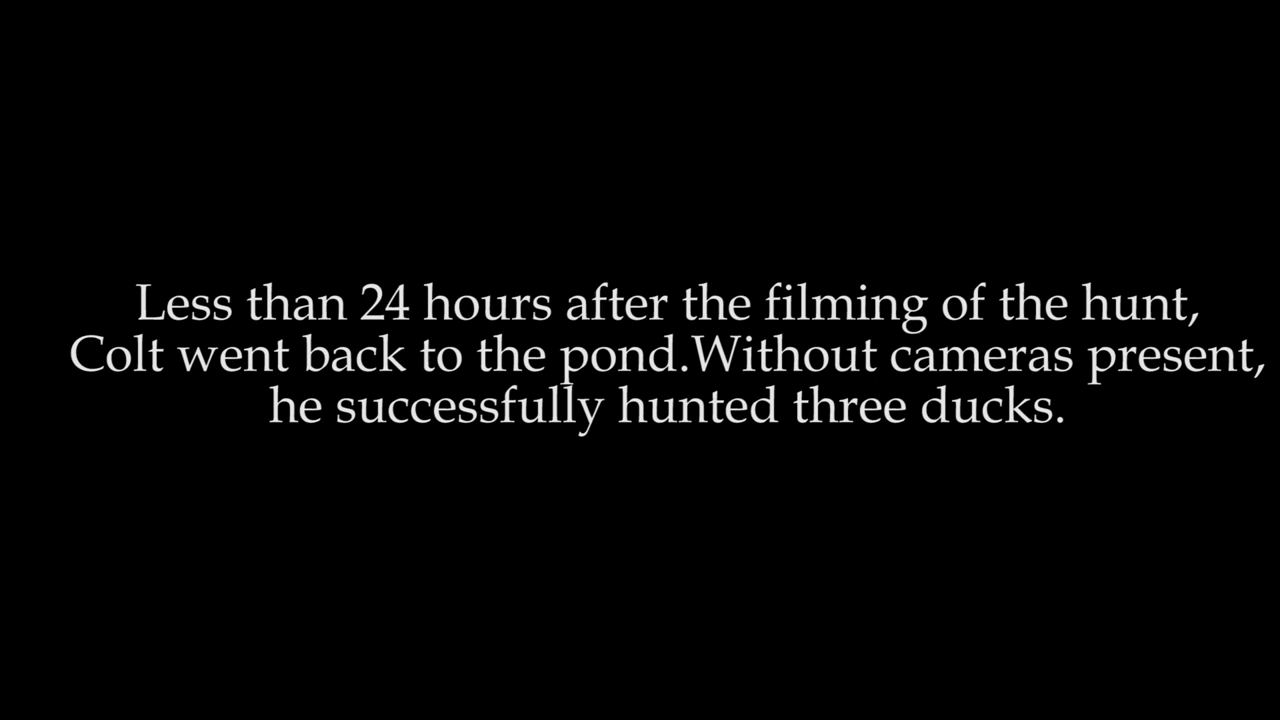 Less than 24 hours after the filming of the hunt,
Colt went back to the pond.Without cameras present,
he successfully hunted three ducks.